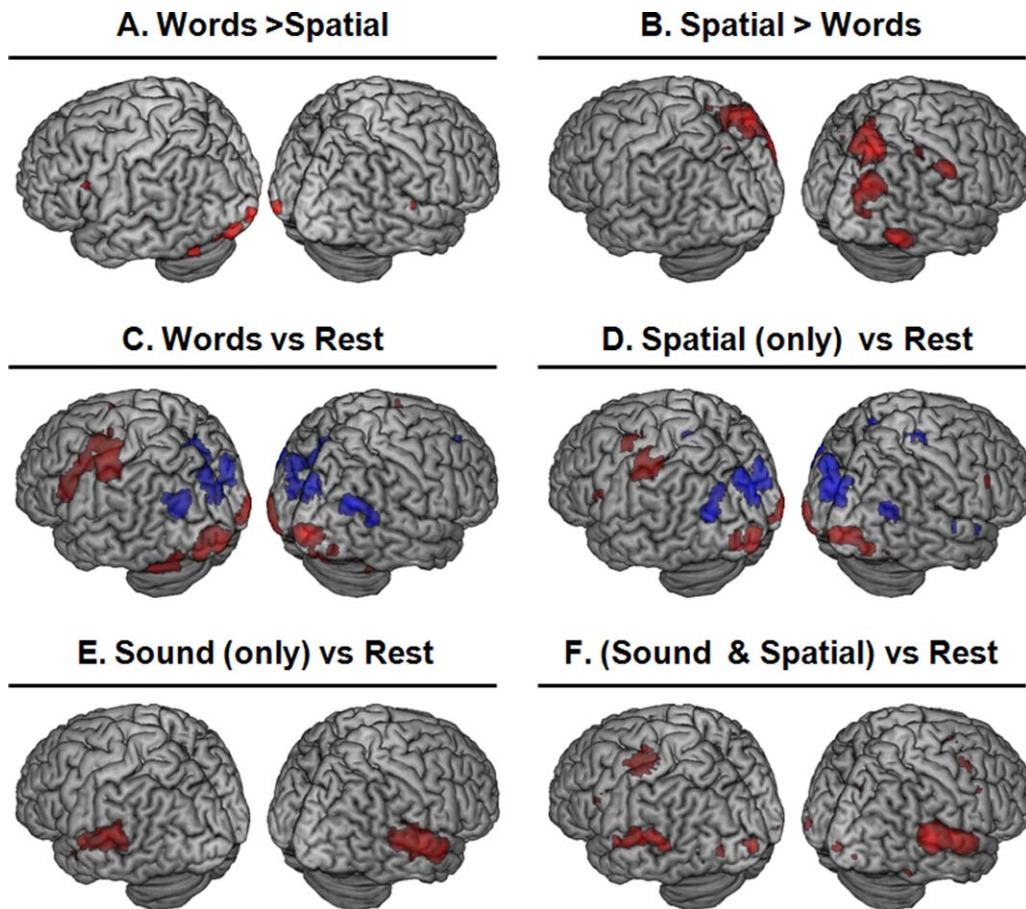 A. Words >Spatial
B. Spatial > Words
C. Words vs Rest
D. Spatial (only) vs Rest
E. Sound (only) vs Rest
F. (Sound & Spatial) vs Rest